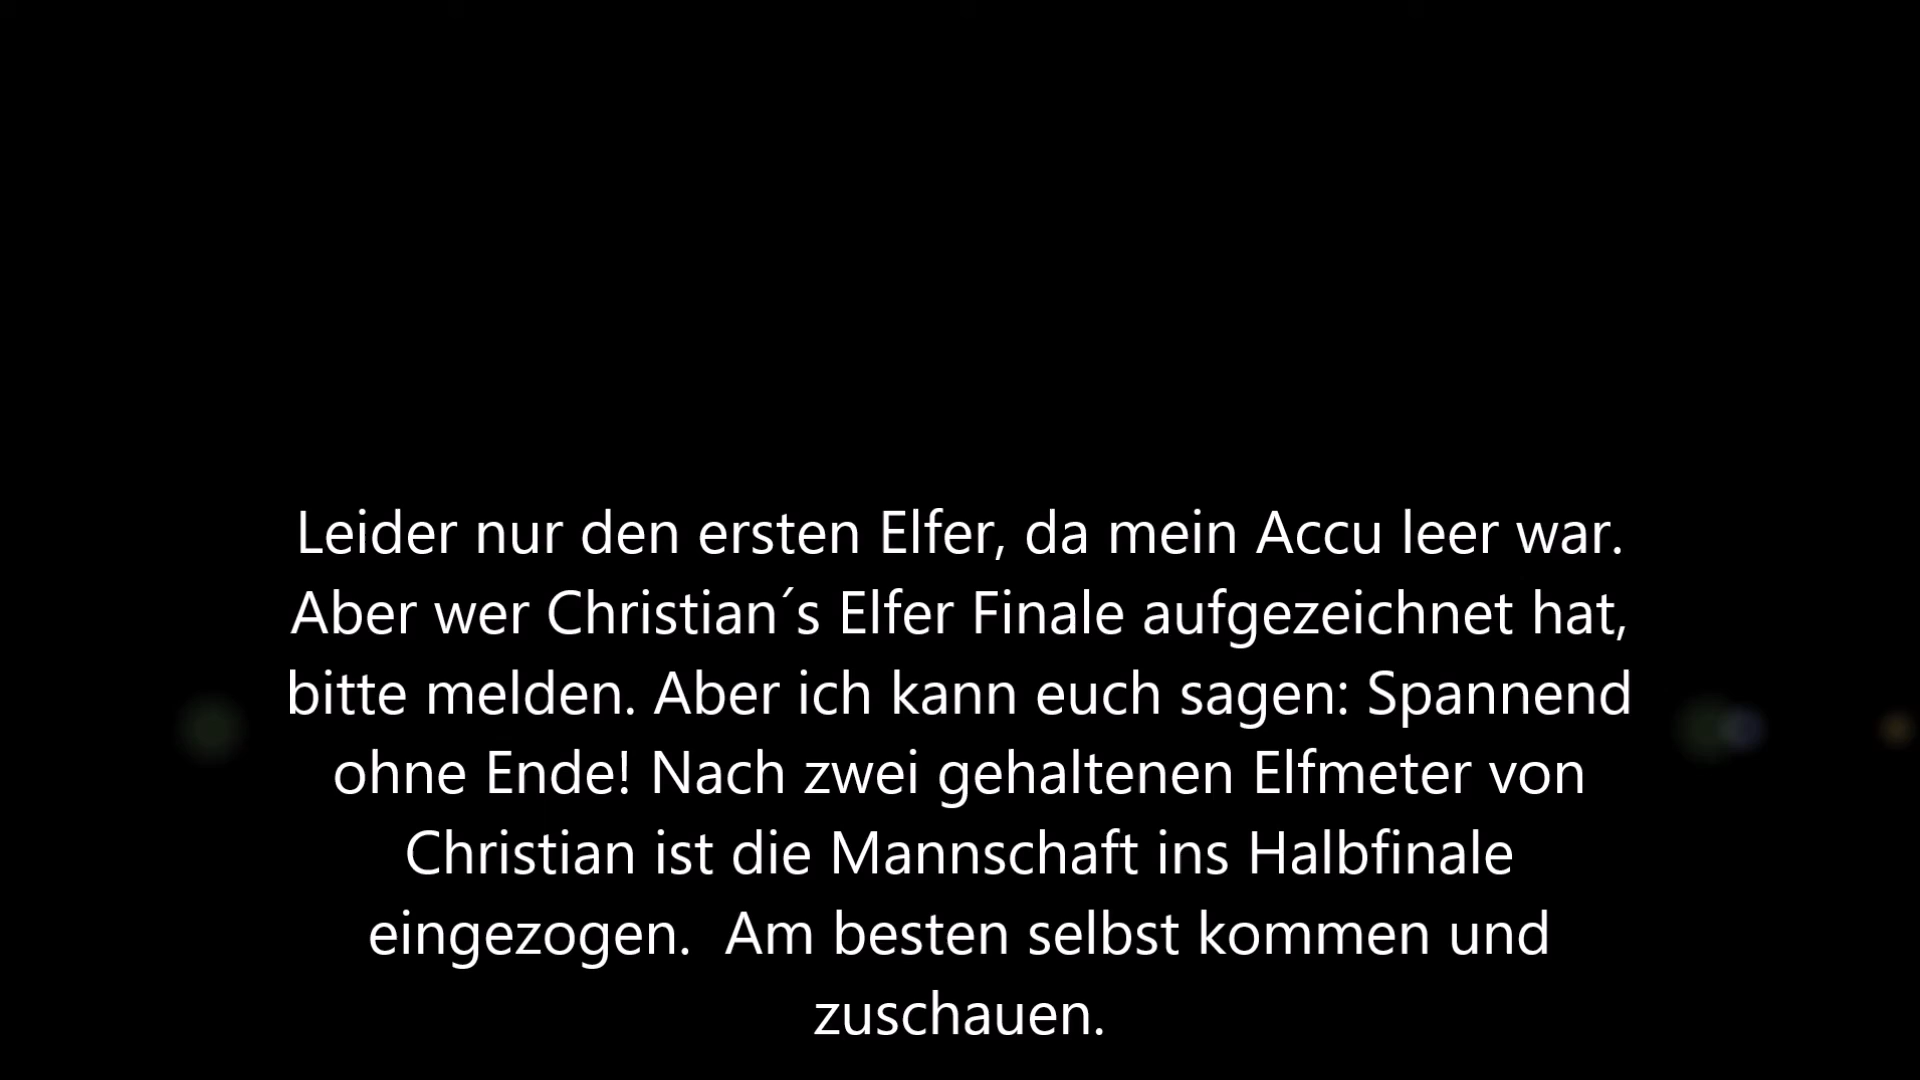 Leider nur den ersten Elfer, da mein Accu leer war.
Aber wer Christian´s Elfer Finale aufgezeichnet hat,
bitte melden. Aber ich kann euch sagen: Spannend
ohne Ende! Nach zwei gehaltenen Elfmeter von
Christian ist die Mannschaft ins Halbfinale
eingezogen.  Am besten selbst kommen und
zuschauen.